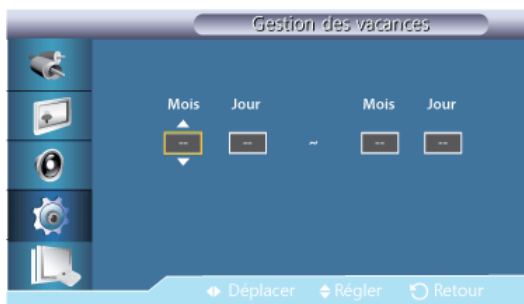 Gestion des vacances
Mois Jour Mois Jour
-- -- ~ -- --
Déplacer Régler Retour